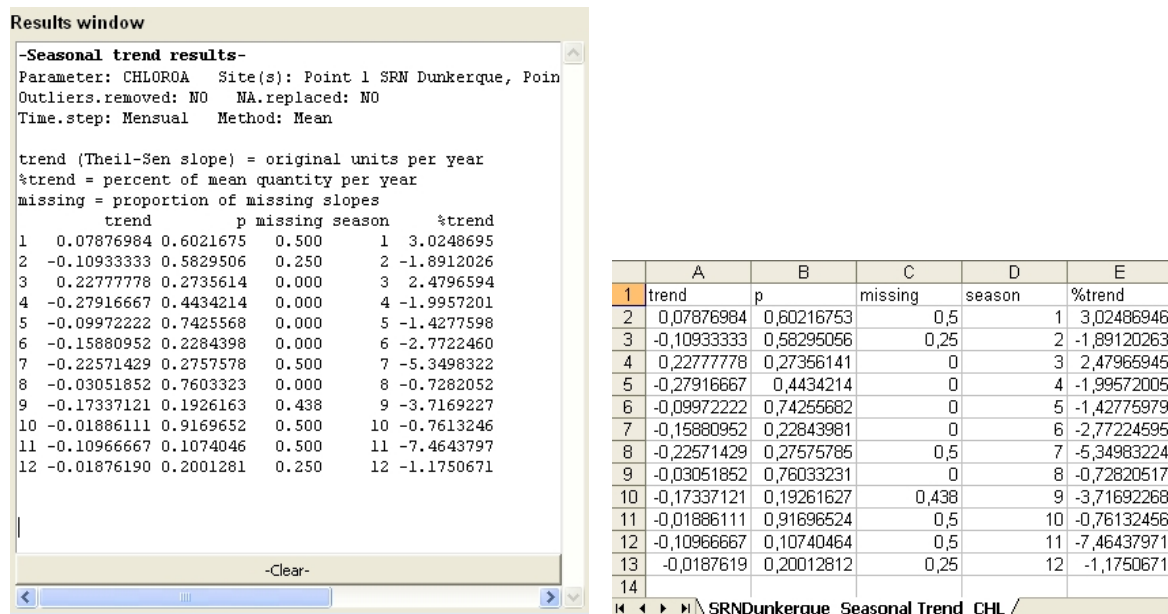 Results window
-Seasonal trend results-
Parameter: CHLOROA Site(s): Point 1 SRN Dunkerque, Poin
Outliers.removed: NO NA.replaced: NO
Time.step: Mensual Method: Mean
trend (Theil-Sen slope) = original units per year
%trend = percent of mean quantity per year
missing = proportion of missing slopes
trend p missing season %trend
1 0.07876984 0.6021675 0.500 1 3.0248695
2 -0.10933333 0.5829506 0.250 2 -1.8912026
3 0.22777778 0.2735614 0.000 3 2.4796594
4 -0.27916667 0.4434214 0.000 4 -1.9957201
5 -0.09972222 0.7425568 0.000 5 -1.4277598
6 -0.15880952 0.2284398 0.000 6 -2.7722460
7 -0.22571429 0.2757578 0.500 7 -5.3498322
8 -0.03051852 0.7603323 0.000 8 -0.7282052
9 -0.17337121 0.1926163 0.438 9 -3.7169227
10 -0.01886111 0.9169652 0.500 10 -0.7613246
11 -0.10966667 0.1074046 0.500 11 -7.4643797
12 -0.01876190 0.2001281 0.250 12 -1.1750671
-Clear-
A B C D E
1 trend p missing season %trend
2 0,07876984 0,60216753 0,5 1 3,02486946
3 -0,10933333 0,58295056 0,25 2 -1,89120263
4 0,22777778 0,27356141 0 3 2,47965945
5 -0,27916667 0,4434214 0 4 -1,99572005
6 -0,09972222 0,74255682 0 5 -1,42775979
7 -0,15880952 0,22843981 0 6 -2,77224595
8 -0,22571429 0,27575785 0,5 7 -5,34983224
9 -0,03051852 0,76033231 0 8 -0,72820517
10 -0,17337121 0,19261627 0,438 9 -3,71692268
11 -0,01886111 0,91696524 0,5 10 -0,76132456
12 -0,10966667 0,10740464 0,5 11 -7,46437971
13 -0,0187619 0,20012812 0,25 12 -1,1750671
14
SRNDunkerque_Seasonal Trend_CHL